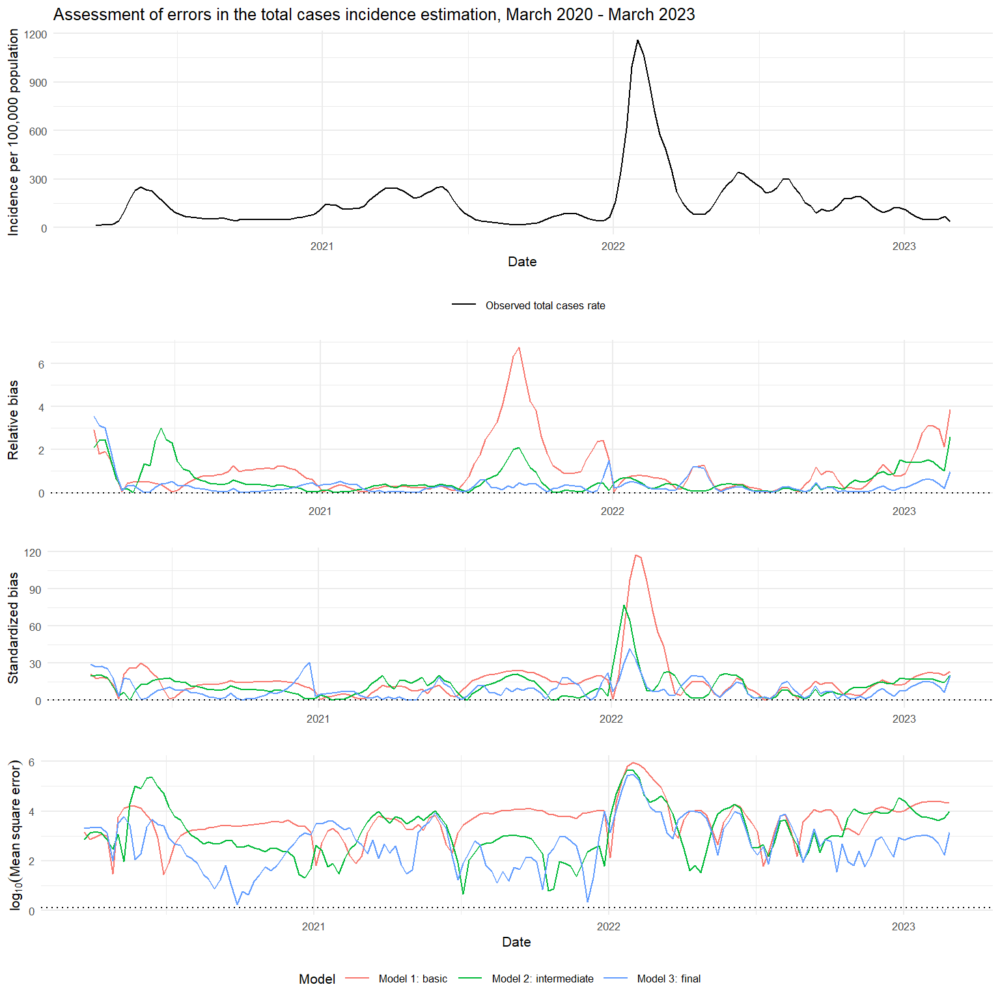 Assessment of errors in the total cases incidence estimation, March 2020 - March 2023
Incidence per 100,000 population
1200
900
600
300
0
2021 2022 2023
Date
Observed total cases rate
Relative bias
6
4
2
0
2021 2022 2023
Standardized bias
120
90
60
30
0
2021 2022 2023
log10(Mean square error)
6
4
2
0
2021 2022 2023
Date
Model Model 1: basic Model 2: intermediate Model 3: final